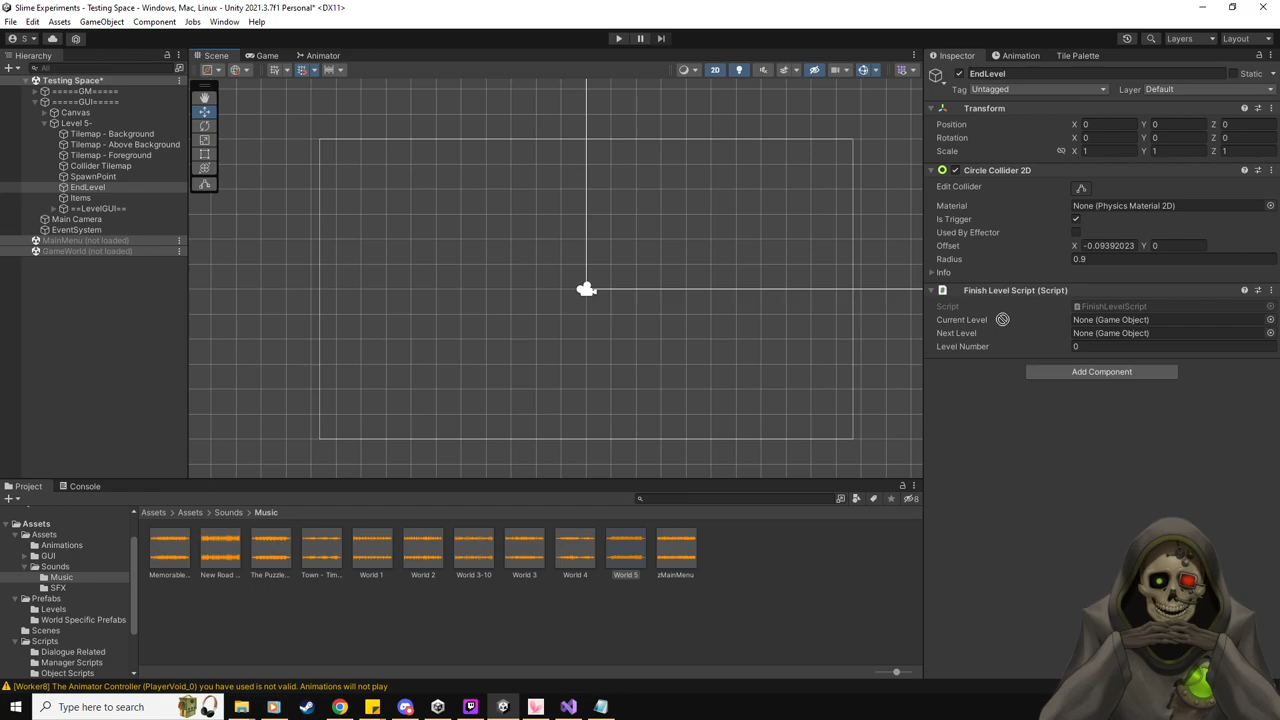 Slime Experiments - Testing Space - Windows, Mac, Linux - Unity 2021.3.7f1 Personal* <DX11>
File Edit Assets GameObject Component Jobs Window Help
S
Layers Layout
Hierarchy
All
Testing Space*
=====GM=====
=====GUI=====
Canvas
Level 5-
Tilemap - Background
Tilemap - Above Background
Tilemap - Foreground
Collider Tilemap
SpawnPoint
EndLevel
Items
==LevelGUI==
Main Camera
EventSystem
MainMenu (not loaded)
GameWorld (not loaded)
Scene Game Animator
2D
Inspector Animation Tile Palette
EndLevel Static
Tag Untagged Layer Default
Transform
Position X 0 Y 0 Z 0
Rotation X 0 Y 0 Z 0
Scale X 1 Y 1 Z 1
Circle Collider 2D
Edit Collider
Material None (Physics Material 2D)
Is Trigger
Used By Effector
Offset X -0.09392023 Y 0
Radius 0.9
Info
Finish Level Script (Script)
Script FinishLevelScript
Current Level None (Game Object)
Next Level None (Game Object)
Level Number 0
Add Component
Project Console
8
Assets
Assets
Animations
GUI
Sounds
Music
SFX
Prefabs
Levels
World Specific Prefabs
Scenes
Scripts
Dialogue Related
Manager Scripts
Object Scripts
Assets > Assets > Sounds > Music
Memorable... New Road ... The Puzzle... Town - Tim... World 1 World 2 World 3-10 World 3 World 4 World 5 zMainMenu
[Worker8] The Animator Controller (PlayerVoid_0) you have used is not valid. Animations will not play
Type here to search